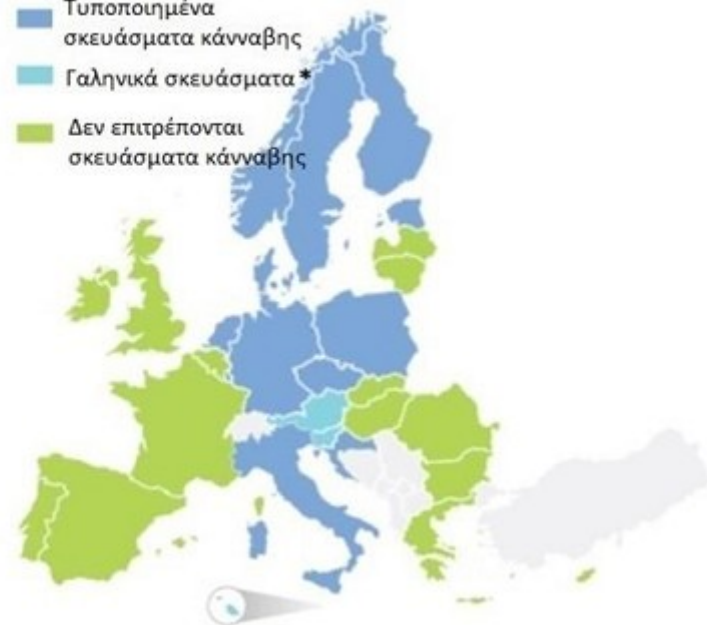 Τυποποιημένα
σκευάσματα κάνναβης
Γαληνικά σκευάσματα*
Δεν επιτρέπονται
σκευάσματα κάνναβης